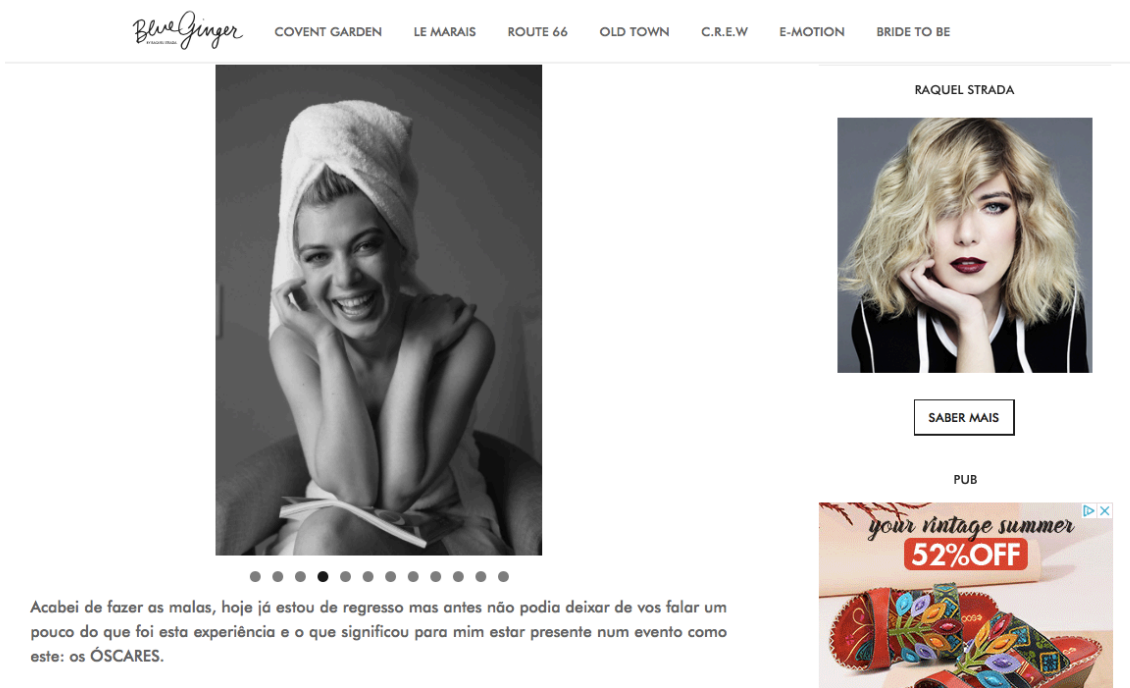 Blue Ginger
BY RAQUEL STRADA
COVENT GARDEN
LE MARAIS
ROUTE 66
OLD TOWN
C.R.E.W
E-MOTION
BRIDE TO BE
Acabei de fazer as malas, hoje já estou de regresso mas antes não podia deixar de vos falar um
pouco do que foi esta experiência e o que significou para mim estar presente num evento como
este: os ÓSCARES.
RAQUEL STRADA
SABER MAIS
PUB
your vintage summer
52%OFF